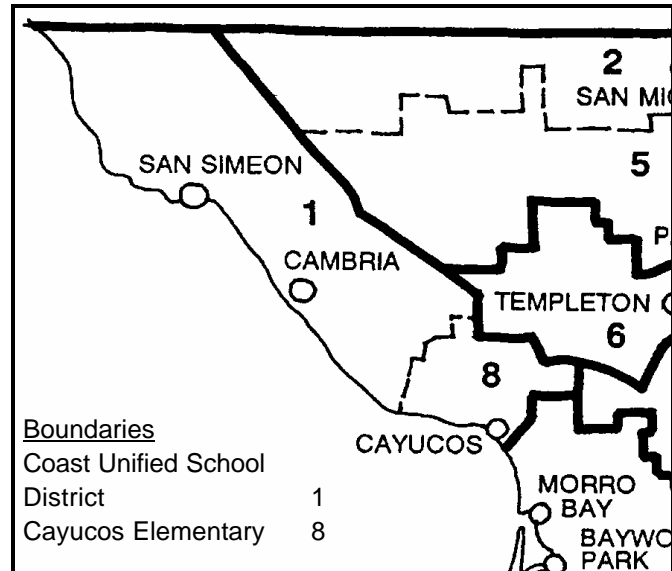 2
SAN MIC
5
SAN SIMEON
1
P
CAMBRIA
TEMPLETON
6
8
CAYUCOS
Boundaries
Coast Unified School
District 1
Cayucos Elementary 8
MORRO
BAY
BAYWO
PARK